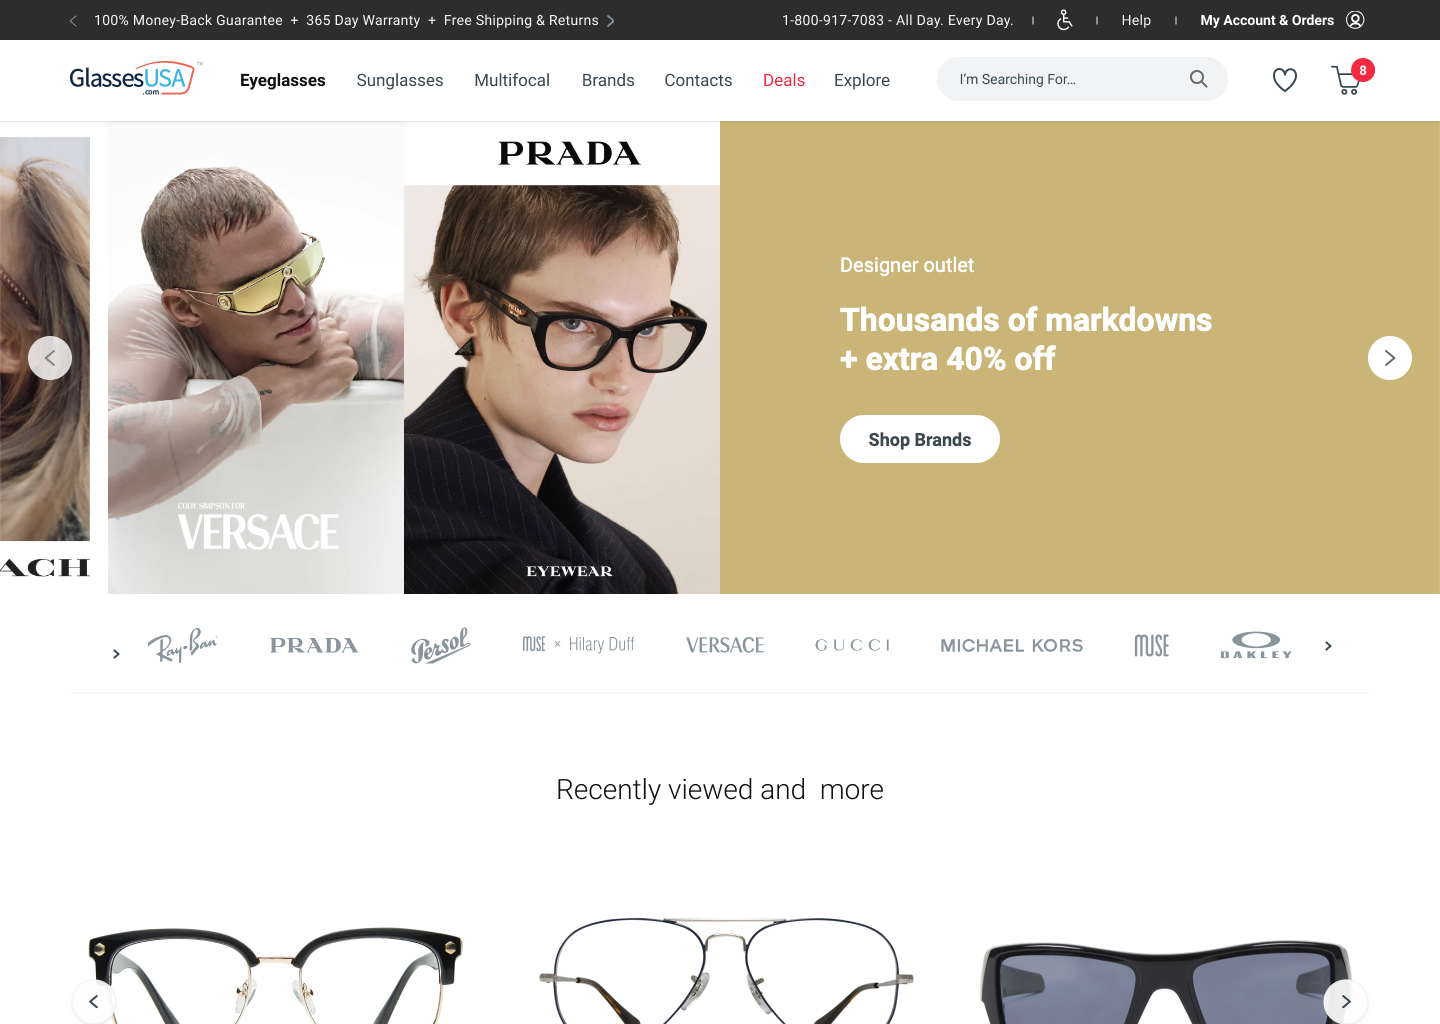 100% Money-Back Guarantee + 365 Day Warranty + Free Shipping & Returns
1-800-917-7083 - All Day. Every Day.
Help
My Account & Orders
GlassesUSA™
.com
Eyeglasses
Sunglasses
Multifocal
Brands
Contacts
Deals
Explore
I'm Searching For...
8
ACH
CODY SIMPSON FOR
VERSACE
PRADA
EYEWEAR
Designer outlet
Thousands of markdowns
+ extra 40% off
Shop Brands
Ray-Ban
PRADA
Persol
MUSE × Hilary Duff
VERSACE
GUCCI
MICHAEL KORS
MUSE
OAKLEY
Recently viewed and more